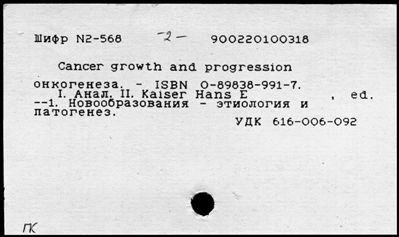 Шифр N2-568 -2- 900220100318
Cancer growth and progression
онкогенеза. - ISBN 0-89838-991-7.
I. Анал. II. Kaiser Hans E , ed.
--1. Новообразования - этиология и
патогенез.
УДК 616-006-092
ГК